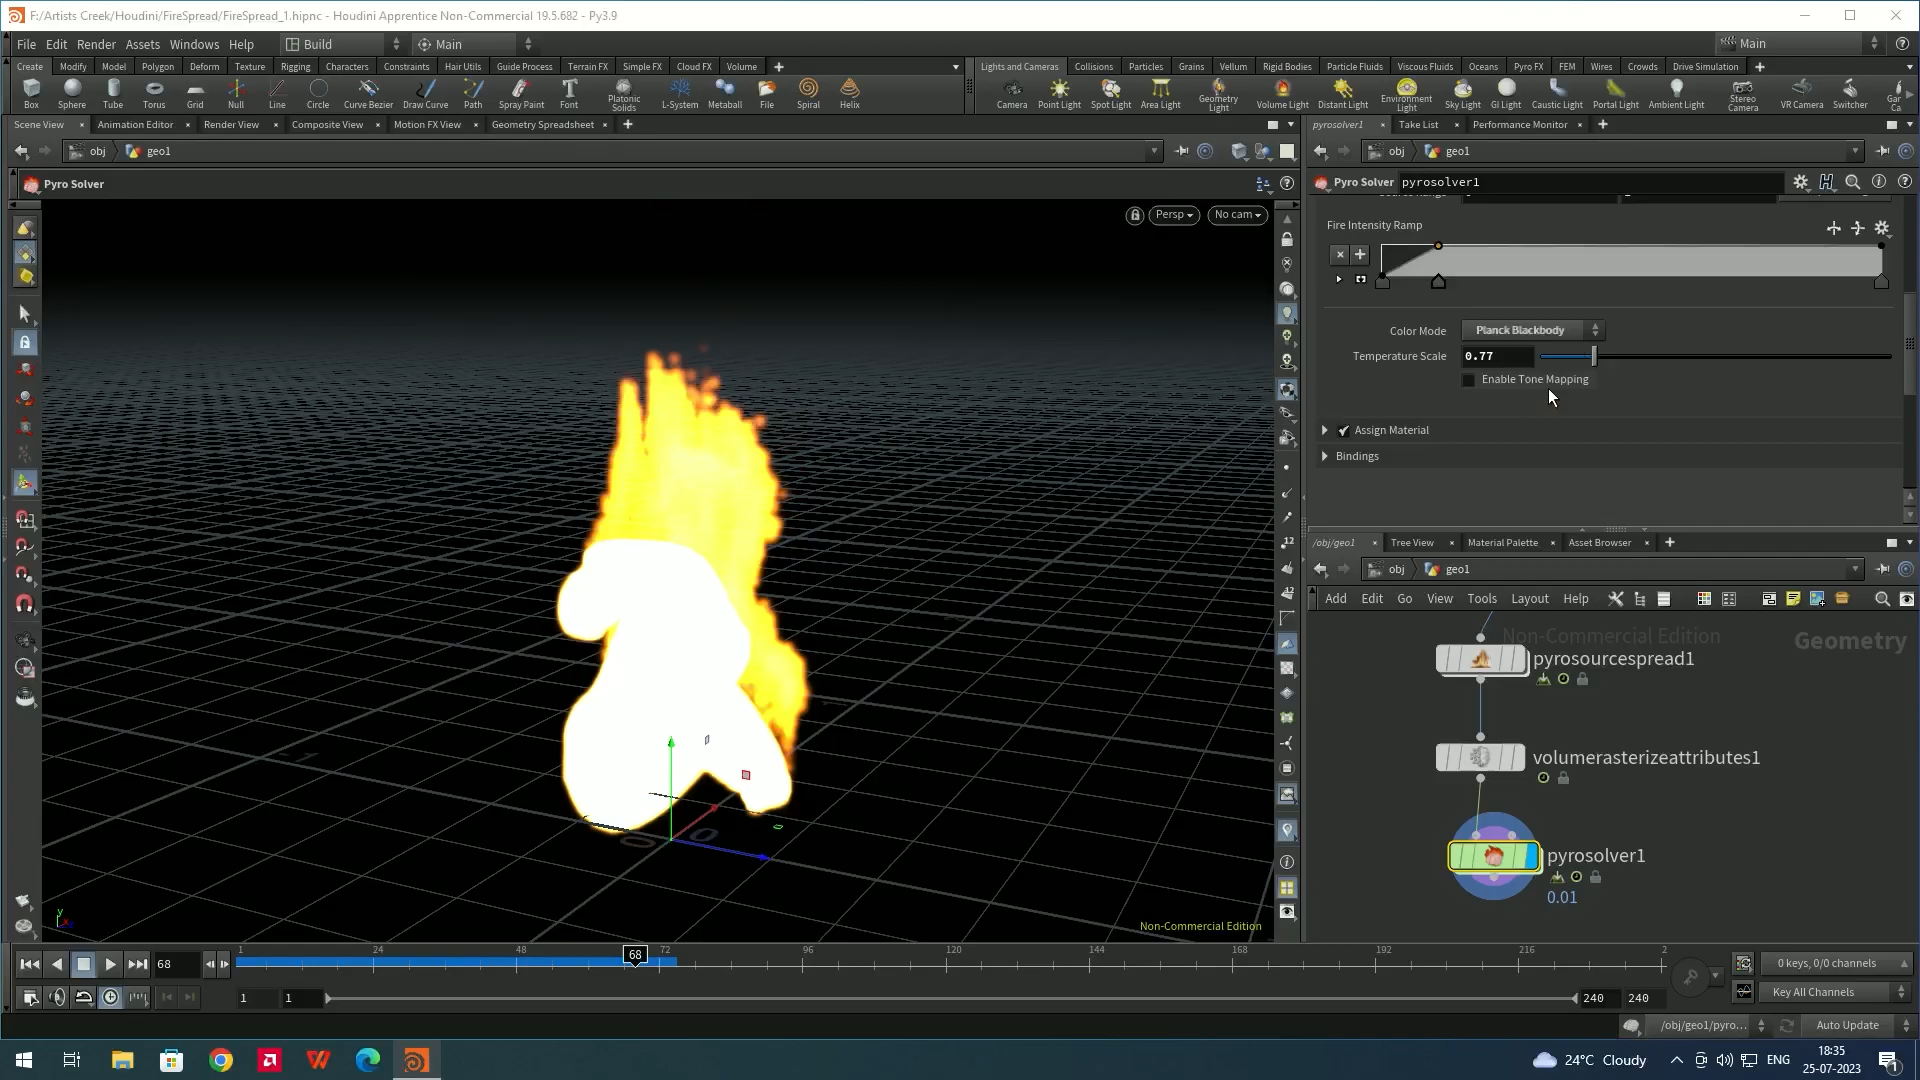 F:/Artists Creek/Houdini/FireSpread/FireSpread_1.hipnc - Houdini Apprentice Non-Commercial 19.5.682 - Py3.9
File Edit Render Assets Windows Help Build Main Main
Create Modify Model Polygon Deform Texture Rigging Characters Constraints Hair Utils Guide Process Terrain FX Simple FX Cloud FX Volume
Lights and Cameras Collisions Particles Grains Vellum Rigid Bodies Particle Fluids Viscous Fluids Oceans Pyro FX FEM Wires Crowds Drive Simulation
Box Sphere Tube Torus Grid Null Line Circle Curve Bezier Draw Curve Path Spray Paint Font Platonic Solids L-System Metaball File Spiral Helix
Camera Point Light Spot Light Area Light Geometry Light Volume Light Distant Light Environment Light Sky Light GI Light Caustic Light Portal Light Ambient Light Stereo Camera VR Camera Switcher Gar Ca
Scene View Animation Editor Render View Composite View Motion FX View Geometry Spreadsheet
pyrosolver1 Take List Performance Monitor
obj geo1
obj geo1
Pyro Solver
Pyro Solver pyrosolver1
Persp No cam
Fire Intensity Ramp
Color Mode Planck Blackbody
Temperature Scale 0.77
Enable Tone Mapping
Assign Material
Bindings
/obj/geo1 Tree View Material Palette Asset Browser
obj geo1
Add Edit Go View Tools Layout Help
Non-Commercial Edition
Geometry
pyrosourcespread1
volumerasterizeattributes1
pyrosolver1
0.01
Non-Commercial Edition
1 24 48 72 96 120 144 168 192 216 2
68
68
0 keys, 0/0 channels
1 1 240 240
Key All Channels
/obj/geo1/pyro... Auto Update
24°C Cloudy
ENG
18:35
25-07-2023
1